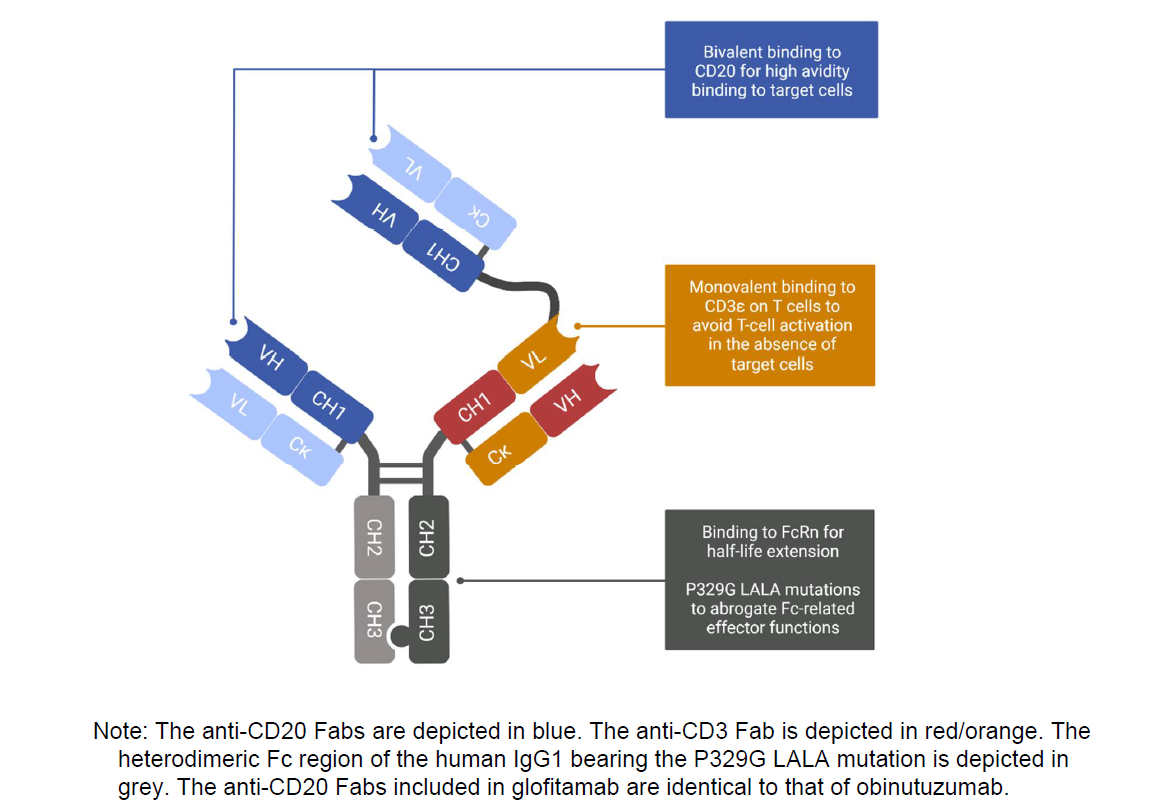 Bivalent binding to
CD20 for high avidity
binding to target cells
VL
Cκ
VH
CH1
Monovalent binding to
CD3ε on T cells to
avoid T-cell activation
in the absence of
target cells
VH
CH1
VL
Cκ
VL
CH1
VH
Cκ
CH2
CH2
CH3
CH3
Binding to FcRn for
half-life extension
P329G LALA mutations
to abrogate Fc-related
effector functions
Note: The anti-CD20 Fabs are depicted in blue. The anti-CD3 Fab is depicted in red/orange. The
heterodimeric Fc region of the human IgG1 bearing the P329G LALA mutation is depicted in
grey. The anti-CD20 Fabs included in glofitamab are identical to that of obinutuzumab.